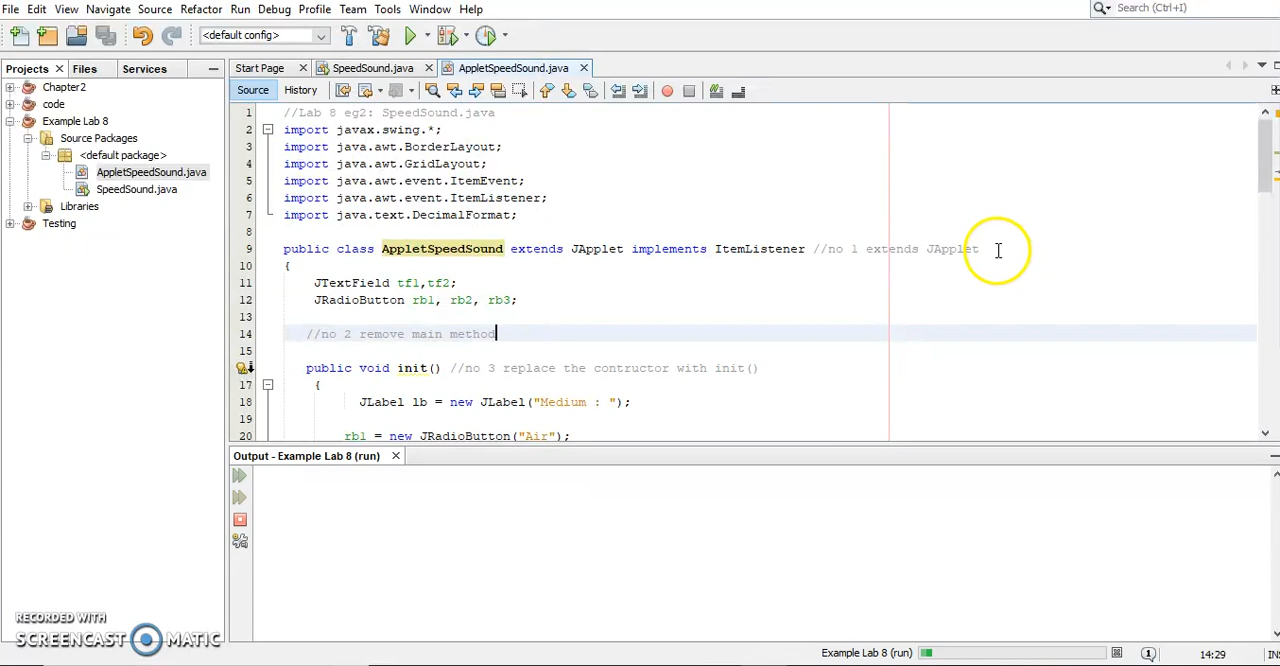 File Edit View Navigate Source Refactor Run Debug Profile Team Tools Window Help
Search (Ctrl+I)
<default config>
Projects Files Services
Start Page SpeedSound.java AppletSpeedSound.java
Chapter2
code
Example Lab 8
Source Packages
<default package>
AppletSpeedSound.java
SpeedSound.java
Libraries
Testing
Source History
1 //Lab 8 eg2: SpeedSound.java
2 import javax.swing.*;
3 import java.awt.BorderLayout;
4 import java.awt.GridLayout;
5 import java.awt.event.ItemEvent;
6 import java.awt.event.ItemListener;
7 import java.text.DecimalFormat;
8
9 public class AppletSpeedSound extends JApplet implements ItemListener //no 1 extends JApplet
10 {
11 JTextField tf1,tf2;
12 JRadioButton rb1, rb2, rb3;
13
14 //no 2 remove main method
15
public void init() //no 3 replace the contructor with init()
17 {
18 JLabel lb = new JLabel("Medium : ");
19
20 rb1 = new JRadioButton("Air");
Output - Example Lab 8 (run)
RECORDED WITH
SCREENCAST MATIC
Example Lab 8 (run) 1 14:29 IN